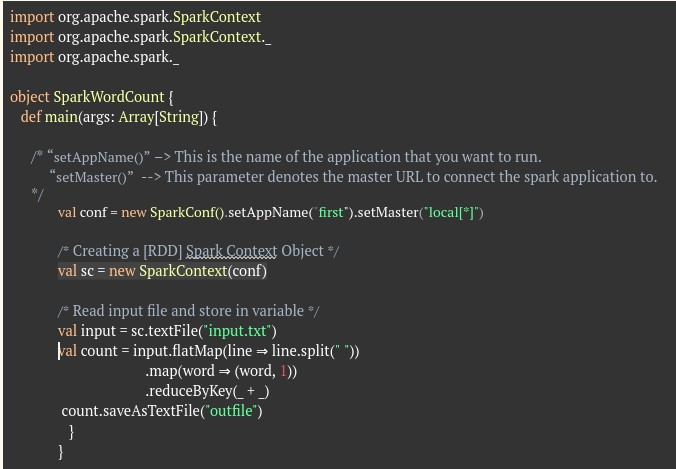 import org.apache.spark.SparkContext
import org.apache.spark.SparkContext._
import org.apache.spark._
object SparkWordCount {
def main(args: Array[String]) {
/* “setAppName()” –> This is the name of the application that you want to run.
“setMaster()” --> This parameter denotes the master URL to connect the spark application to.
*/
val conf = new SparkConf().setAppName("first").setMaster("local[*]")
/* Creating a [RDD] Spark Context Object */
val sc = new SparkContext(conf)
/* Read input file and store in variable */
val input = sc.textFile("input.txt")
val count = input.flatMap(line ⇒ line.split(" "))
.map(word ⇒ (word, 1))
.reduceByKey(_ + _)
count.saveAsTextFile("outfile")
}
}